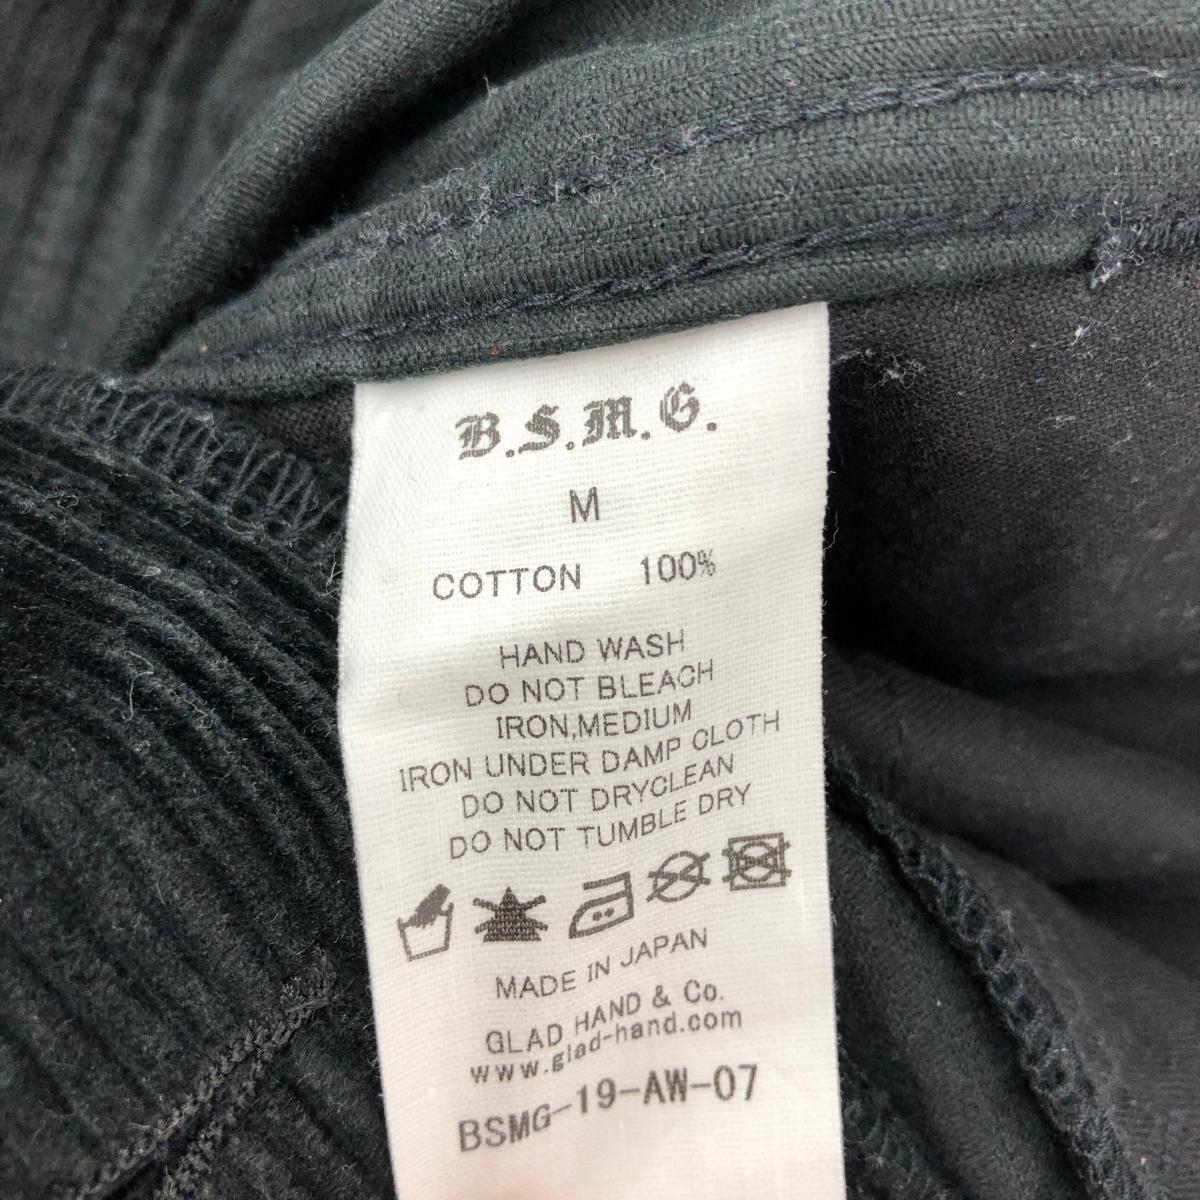 B.S.M.G.
M
COTTON 100%
HAND WASH
DO NOT BLEACH
IRON,MEDIUM
IRON UNDER DAMP CLOTH
DO NOT DRYCLEAN
DO NOT TUMBLE DRY
MADE IN JAPAN
GLAD HAND & Co.
www.glad-hand.com
BSMG-19-AW-07